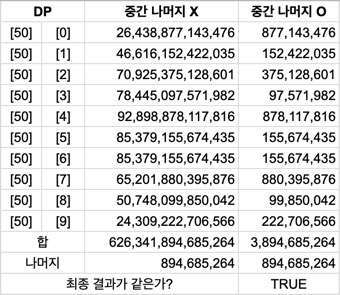 DP 중간 나머지 X 중간 나머지 O
[50] [0] 26,438,877,143,476 877,143,476
[50] [1] 46,616,152,422,035 152,422,035
[50] [2] 70,925,375,128,601 375,128,601
[50] [3] 78,445,097,571,982 97,571,982
[50] [4] 92,898,878,117,816 878,117,816
[50] [5] 85,379,155,674,435 155,674,435
[50] [6] 85,379,155,674,435 155,674,435
[50] [7] 65,201,880,395,876 880,395,876
[50] [8] 50,748,099,850,042 99,850,042
[50] [9] 24,309,222,706,566 222,706,566
합 626,341,894,685,264 3,894,685,264
나머지 894,685,264 894,685,264
최종 결과가 같은가? TRUE